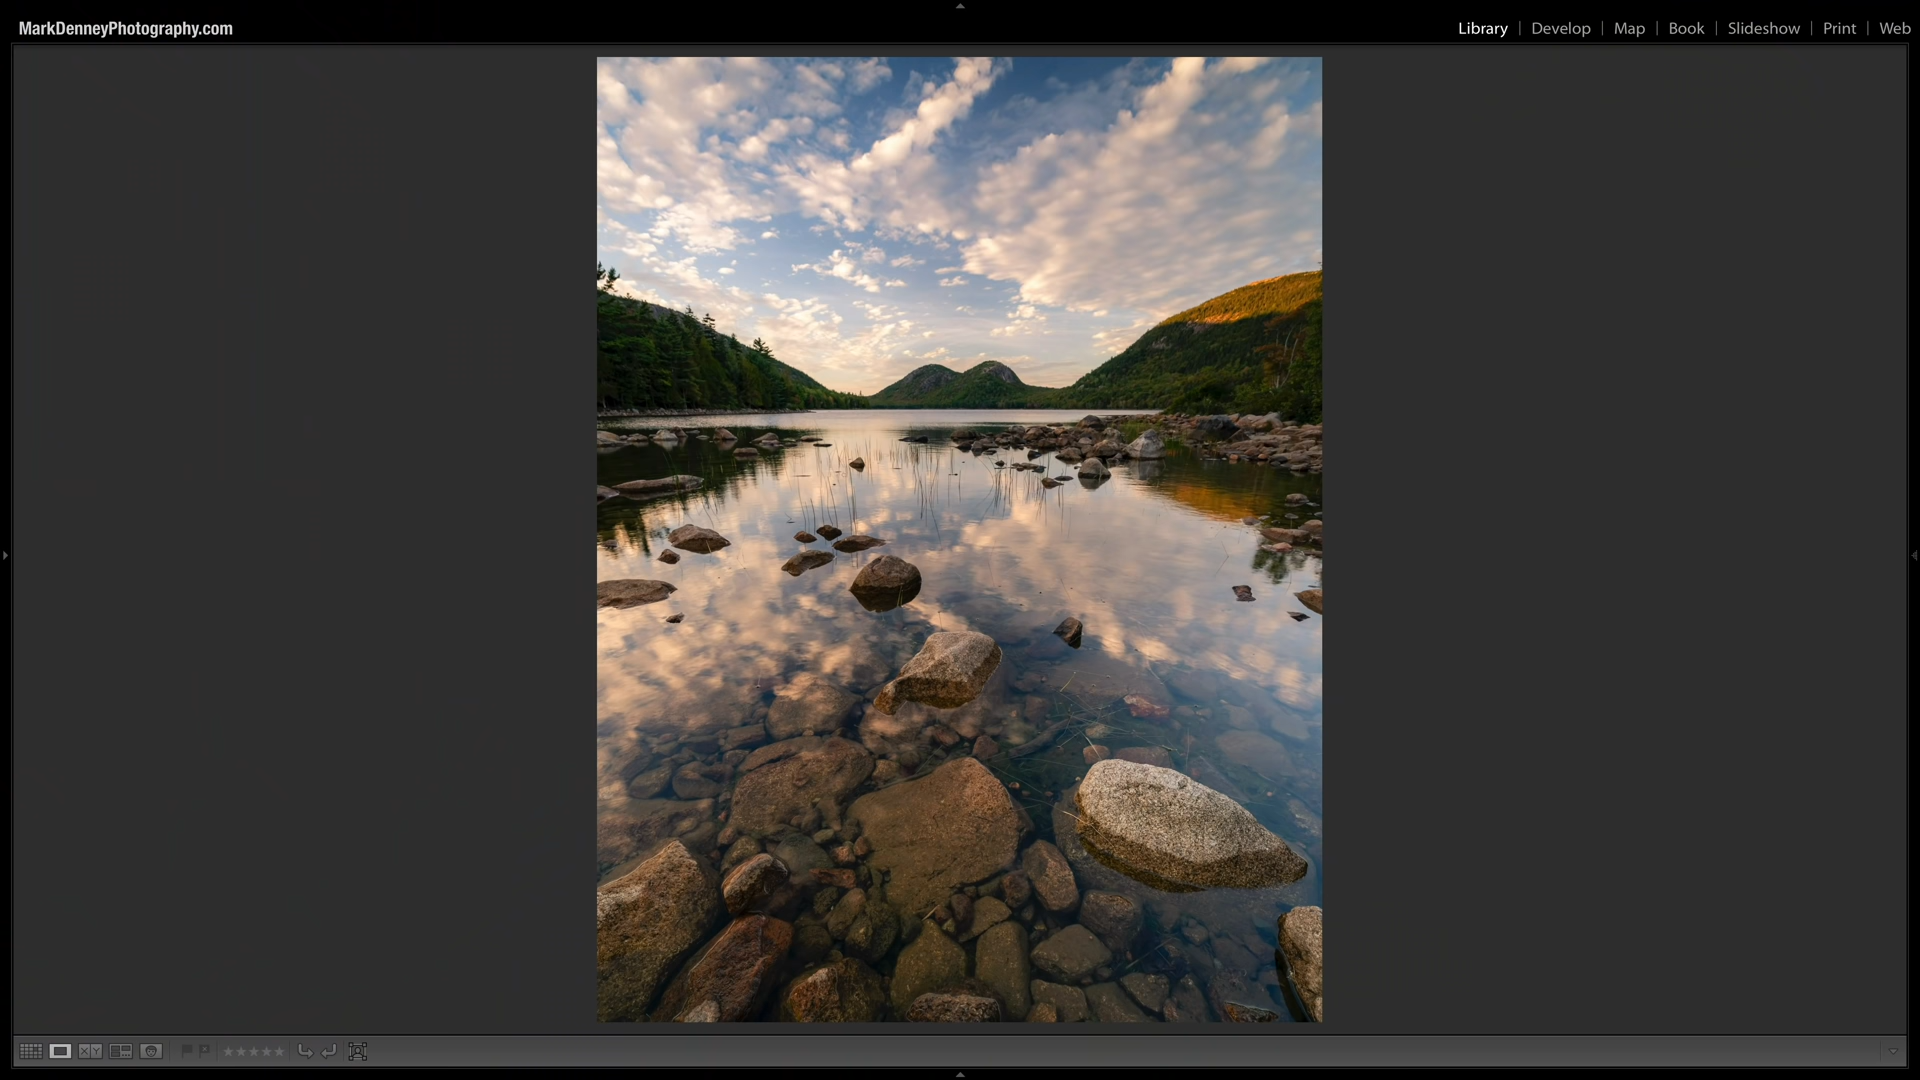 MarkDenneyPhotography.com
Library | Develop | Map | Book | Slideshow | Print | Web